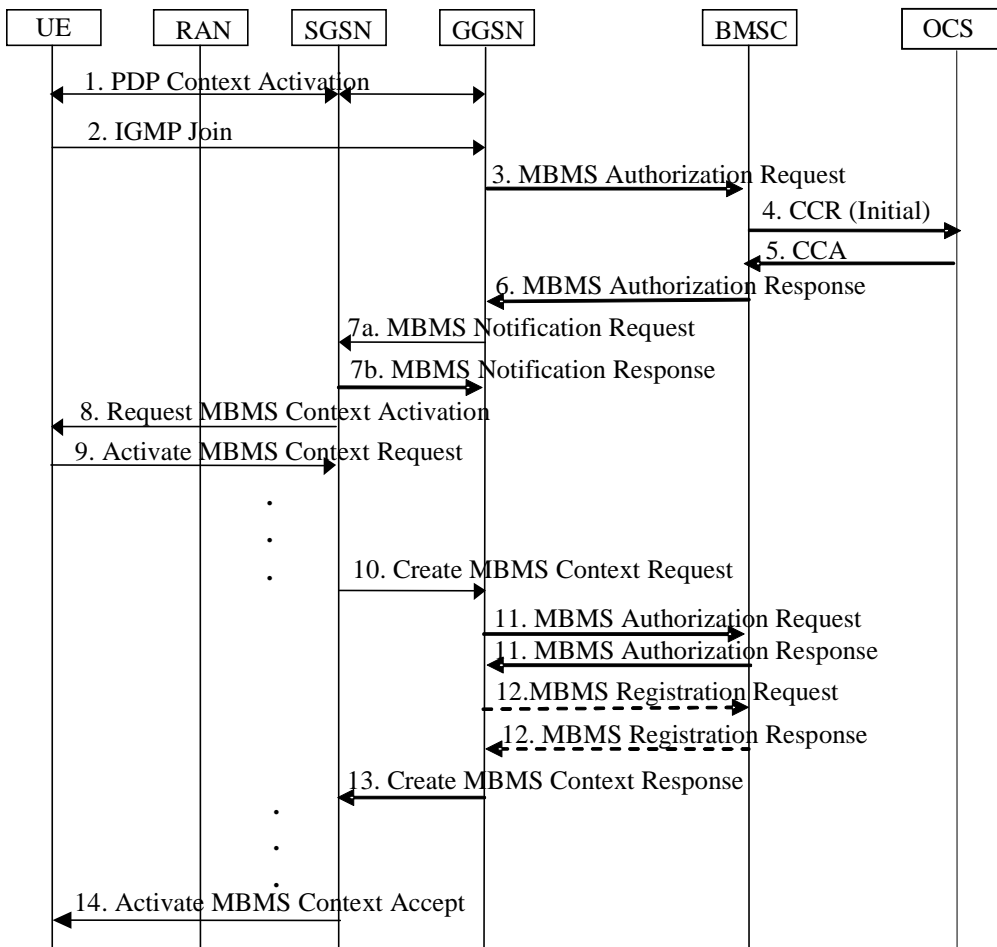 UE RAN SGSN GGSN BMSC OCS
1. PDP Context Activation
2. IGMP Join
3. MBMS Authorization Request
4. CCR (Initial)
5. CCA
6. MBMS Authorization Response
7a. MBMS Notification Request
7b. MBMS Notification Response
8. Request MBMS Context Activation
9. Activate MBMS Context Request
10. Create MBMS Context Request
11. MBMS Authorization Request
11. MBMS Authorization Response
12.MBMS Registration Request
12. MBMS Registration Response
13. Create MBMS Context Response
14. Activate MBMS Context Accept